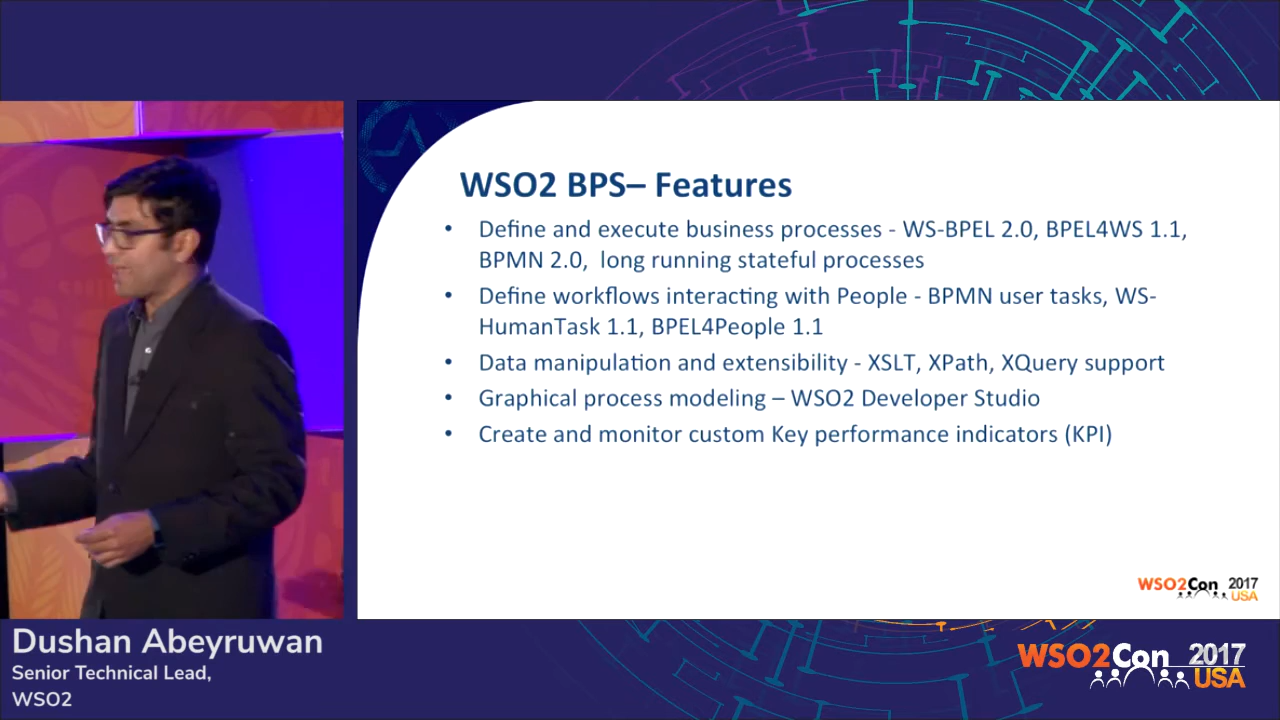 WSO2 BPS– Features
• Define and execute business processes - WS-BPEL 2.0, BPEL4WS 1.1,
BPMN 2.0,  long running stateful processes
• Define workflows interacting with People - BPMN user tasks, WS-
HumanTask 1.1, BPEL4People 1.1
• Data manipulation and extensibility - XSLT, XPath, XQuery support
• Graphical process modeling – WSO2 Developer Studio
• Create and monitor custom Key performance indicators (KPI)
WSO2Con 2017
USA
Dushan Abeyruwan
Senior Technical Lead,
WSO2
WSO2Con 2017
USA